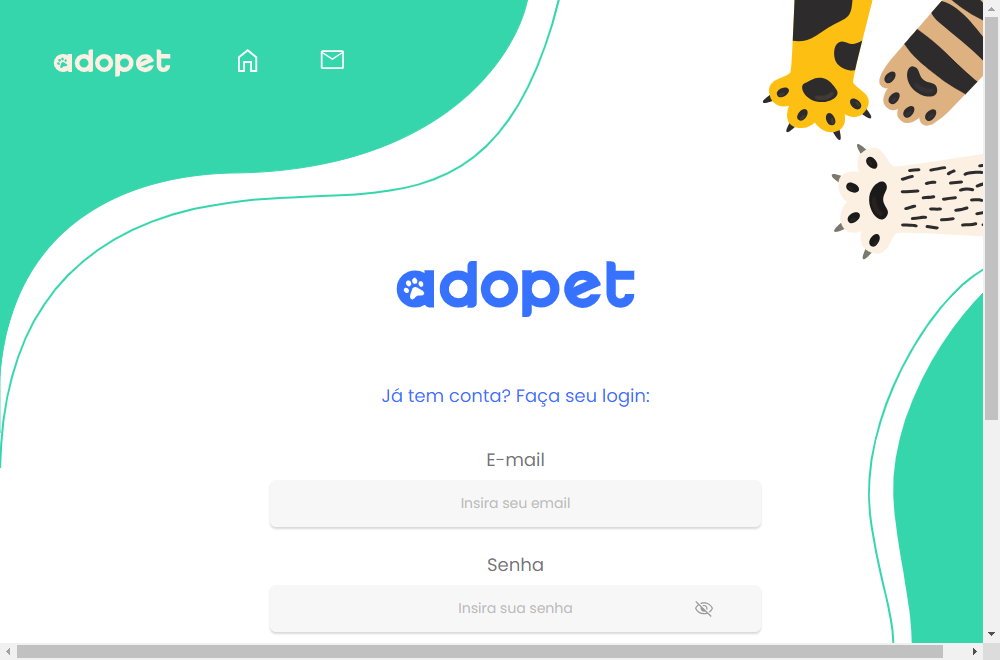 adopet
adopet
Já tem conta? Faça seu login:
E-mail
Insira seu email
Senha
Insira sua senha